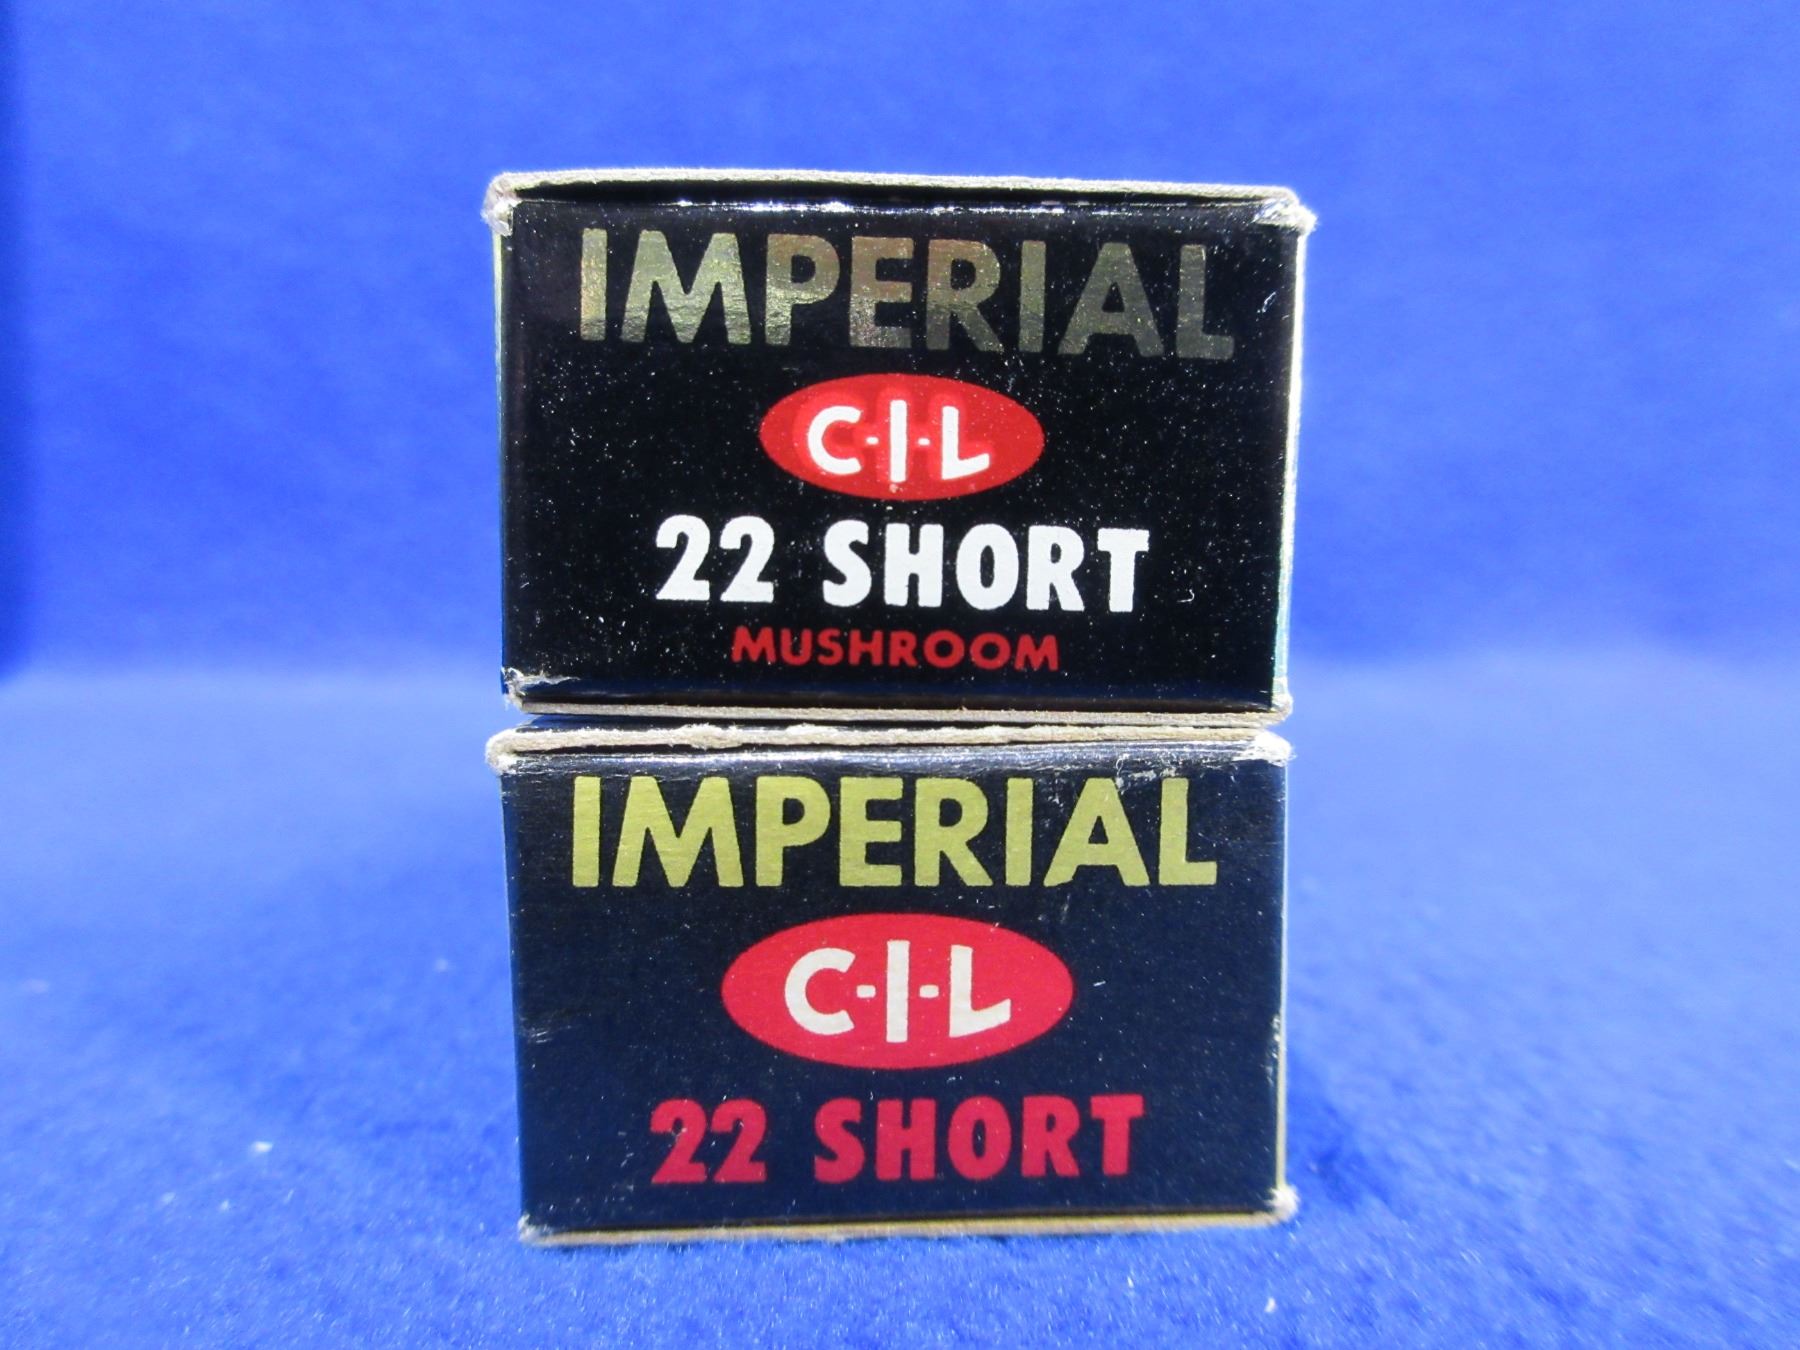 IMPERIAL
C-I-L
22 SHORT
MUSHROOM
IMPERIAL
C-I-L
22 SHORT